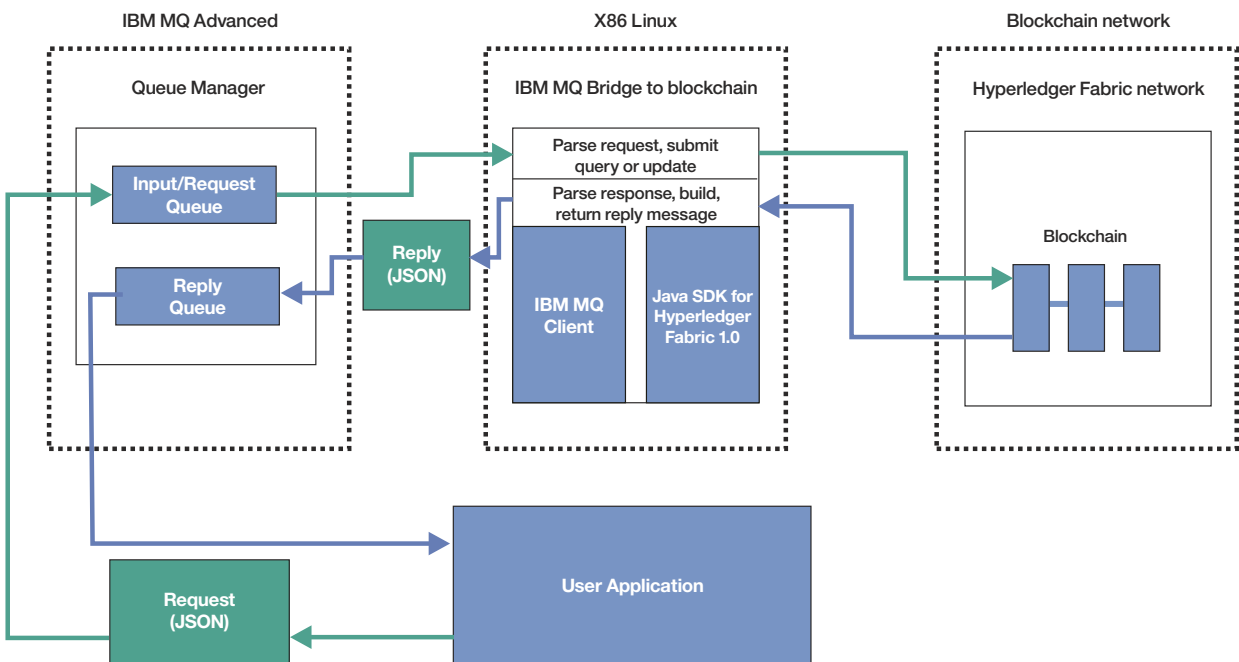 IBM MQ Advanced
X86 Linux
Blockchain network
Queue Manager
IBM MQ Bridge to blockchain
Hyperledger Fabric network
Input/Request
Queue
Parse request, submit
query or update
Parse response, build,
return reply message
Reply
(JSON)
Reply
Queue
IBM MQ
Client
Java SDK for
Hyperledger
Fabric 1.0
Blockchain
User Application
Request
(JSON)